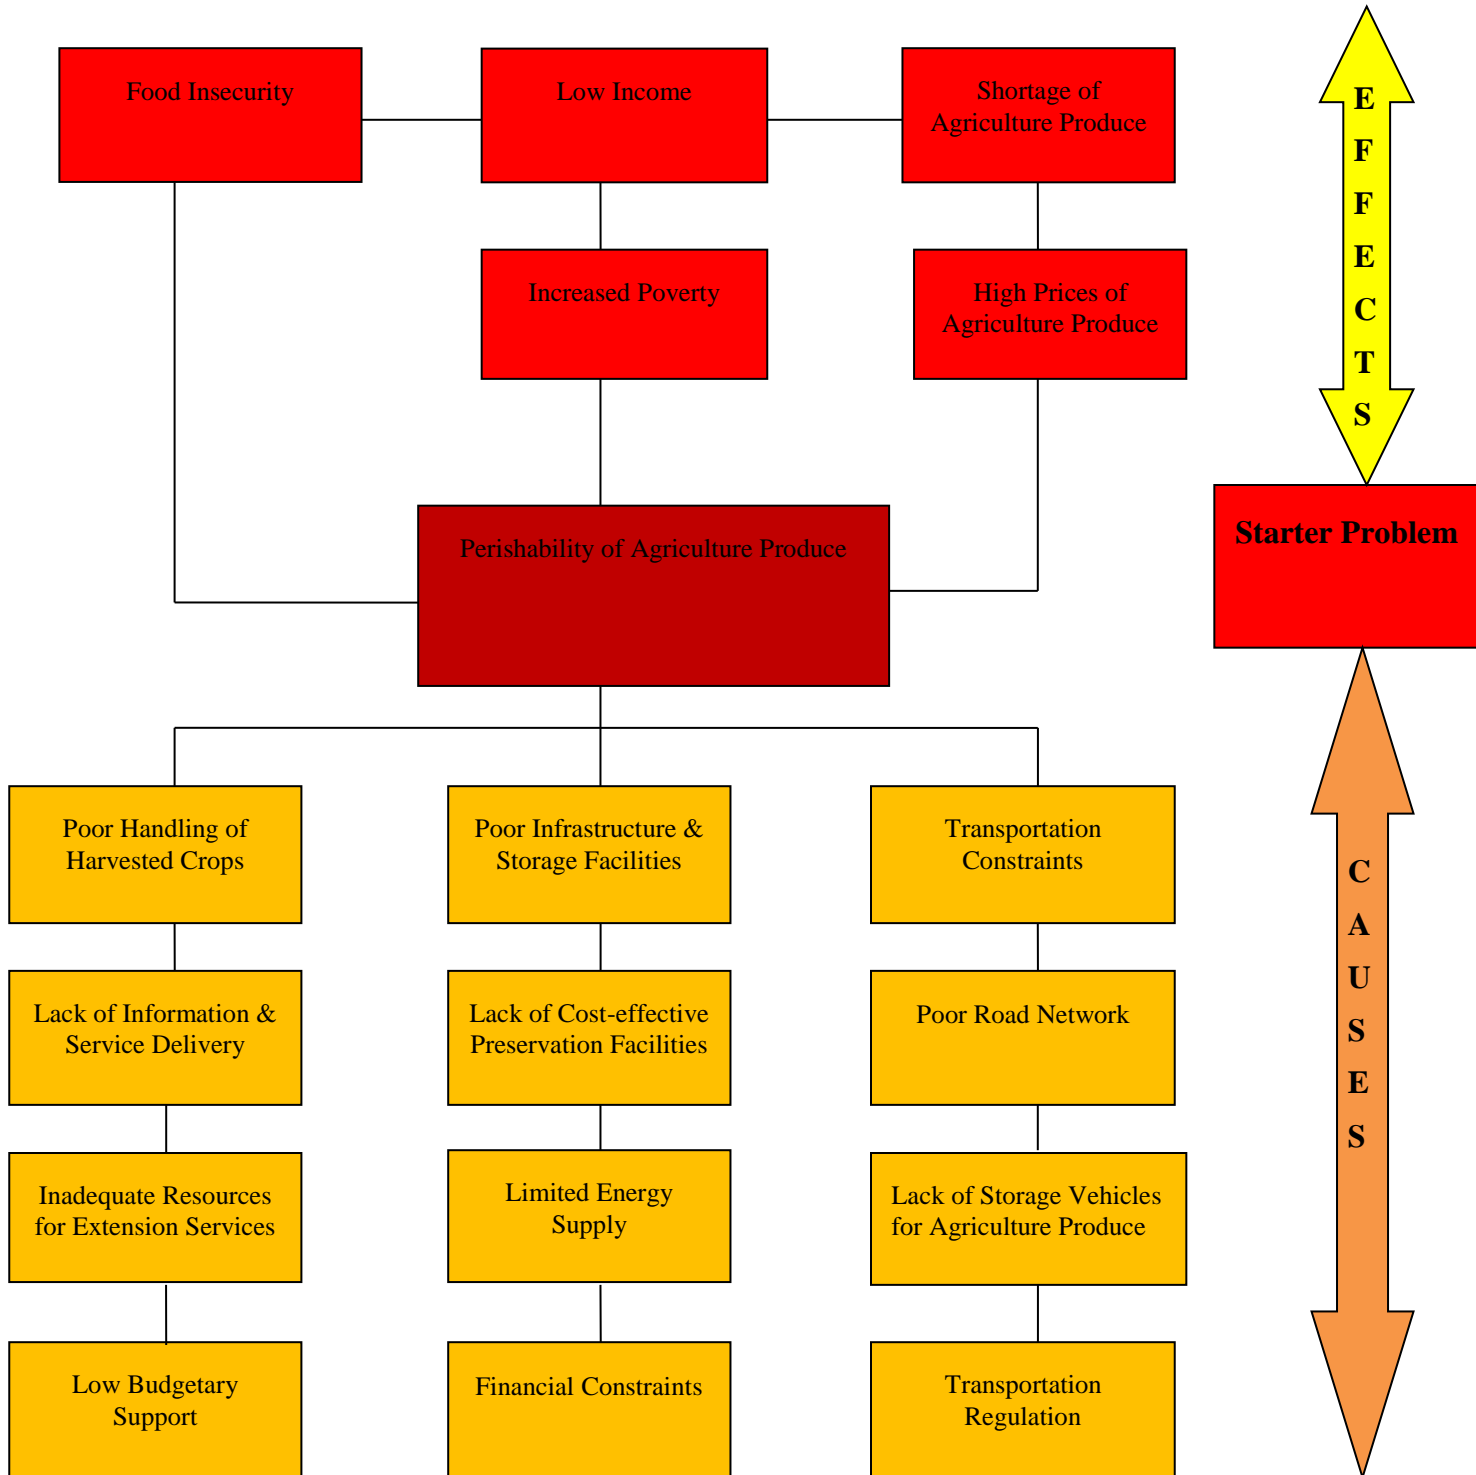 Food Insecurity
Low Income
Shortage of
Agriculture Produce
Increased Poverty
High Prices of
Agriculture Produce
E
F
F
E
C
T
S
Perishability of Agriculture Produce
Starter Problem
Poor Handling of
Harvested Crops
Poor Infrastructure &
Storage Facilities
Transportation
Constraints
Lack of Information &
Service Delivery
Lack of Cost-effective
Preservation Facilities
Poor Road Network
Inadequate Resources
for Extension Services
Limited Energy
Supply
Lack of Storage Vehicles
for Agriculture Produce
Low Budgetary
Support
Financial Constraints
Transportation
Regulation
C
A
U
S
E
S